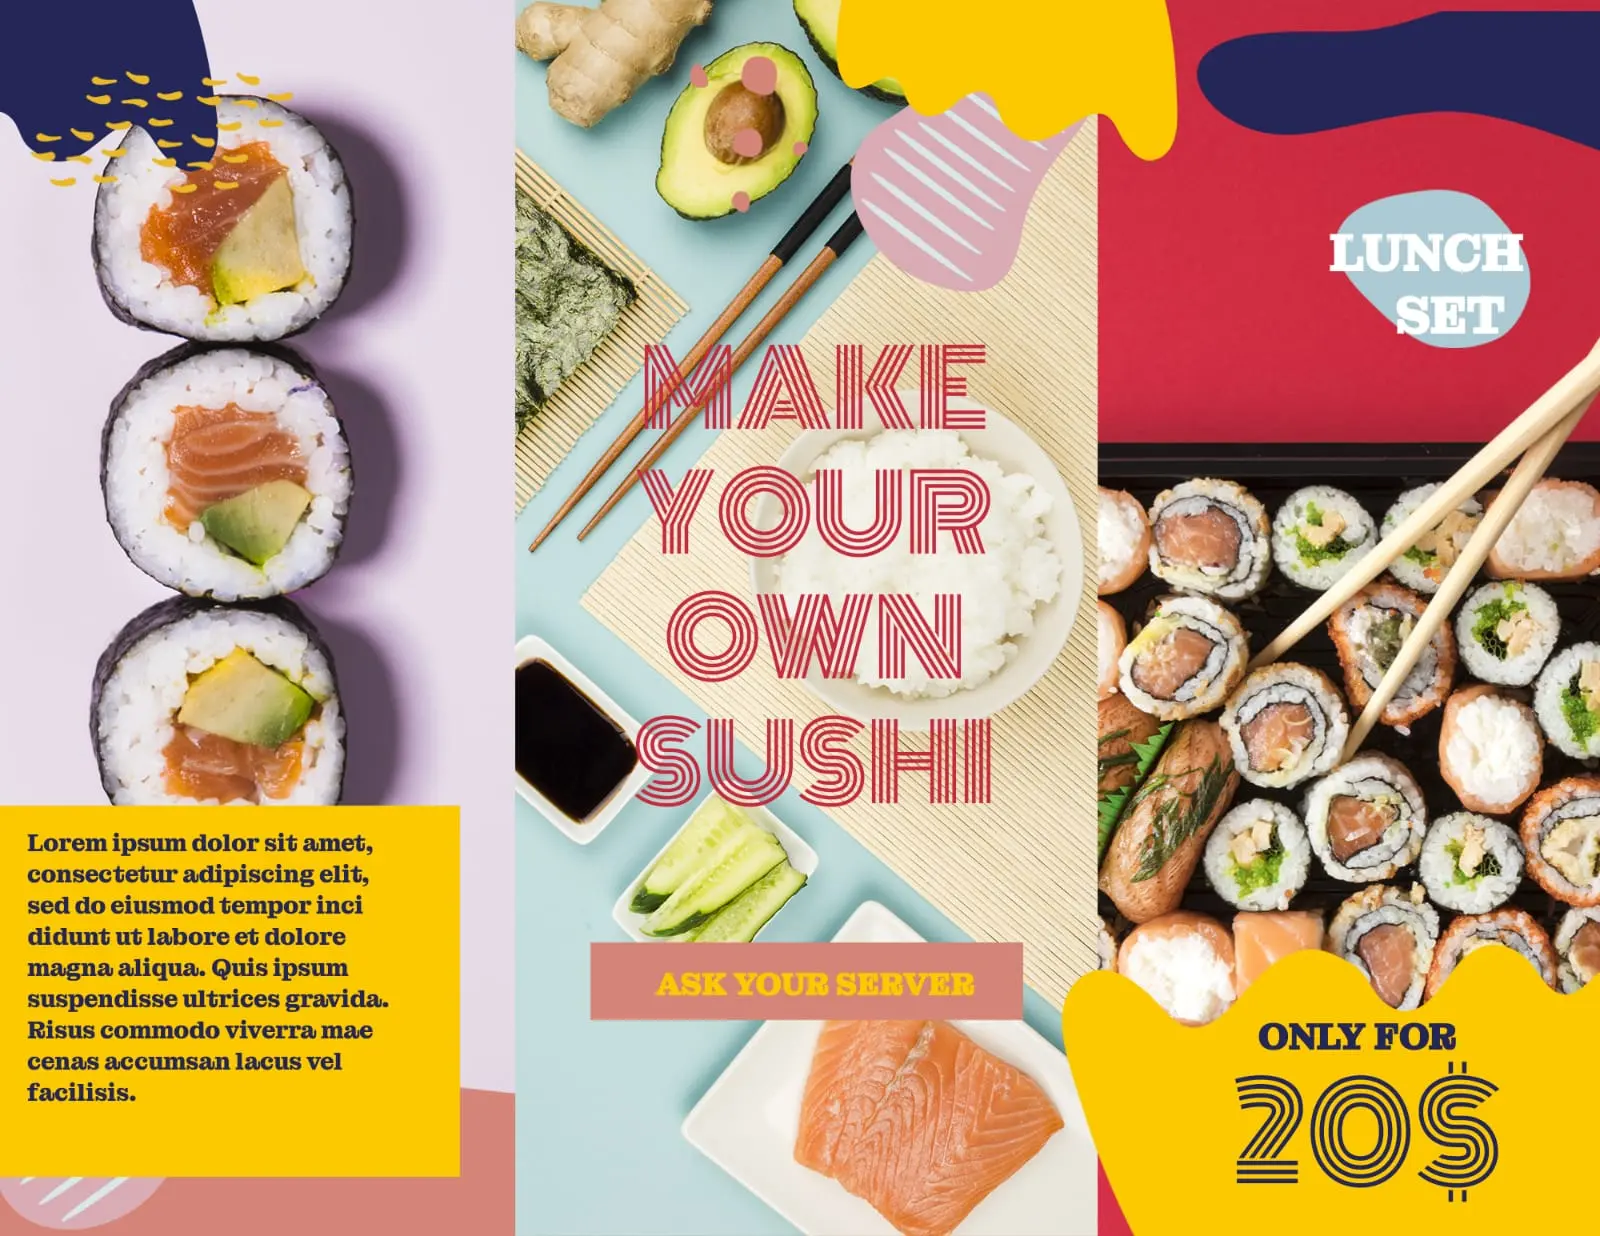 Lorem ipsum dolor sit amet,
consectetur adipiscing elit,
sed do eiusmod tempor inci
didunt ut labore et dolore
magna aliqua. Quis ipsum
suspendisse ultrices gravida.
Risus commodo viverra mae
cenas accumsan lacus vel
facilisis.
MAKE
YOUR
OWN
SUSHI
ASK YOUR SERVER
LUNCH
SET
ONLY FOR
20$